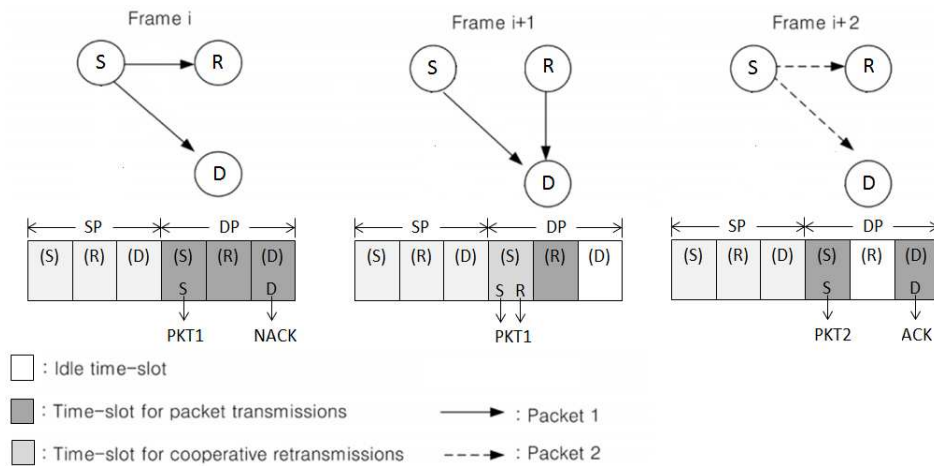 Frame i
Frame i+1
Frame i+2
S R
S R
S R
D
D
D
SP DP
SP DP
SP DP
(S) (R) (D) (S) (R) (D)
(S) (R) (D) (S) (R) (D)
(S) (R) (D) (S) (R) (D)
S D
S R
S D
PKT1 NACK
PKT1
PKT2 ACK
: Idle time-slot
: Time-slot for packet transmissions
: Packet 1
: Time-slot for cooperative retransmissions
: Packet 2